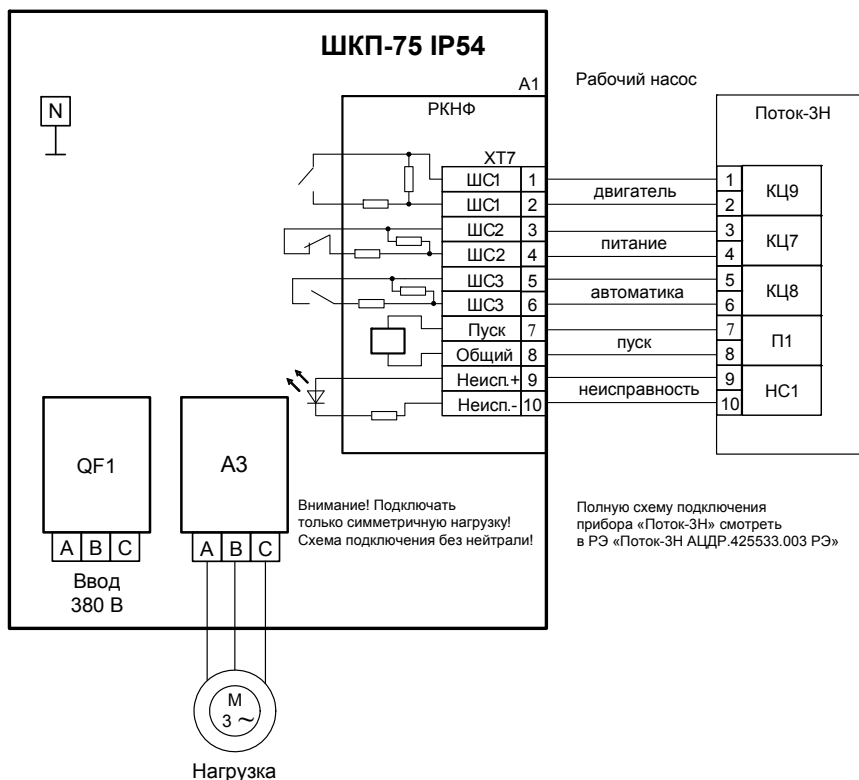 ШКП-75 IP54
А1
Рабочий насос
N
РКНФ
Поток-3Н
ХТ7
ШС1 1
двигатель
1
КЦ9
ШС1 2
2
ШС2 3
питание
3
КЦ7
ШС2 4
4
ШС3 5
автоматика
5
КЦ8
ШС3 6
6
Пуск 7
пуск
7
П1
Общий 8
8
Неисп.+ 9
неисправность
9
НС1
Неисп.- 10
10
QF1
А3
А В С
А В С
Ввод
380 В
Внимание! Подключать
только симметричную нагрузку!
Схема подключения без нейтрали!
Полную схему подключения
прибора «Поток-3Н» смотреть
в РЭ «Поток-3Н АЦДР.425533.003 РЭ»
М
3 ~
Нагрузка